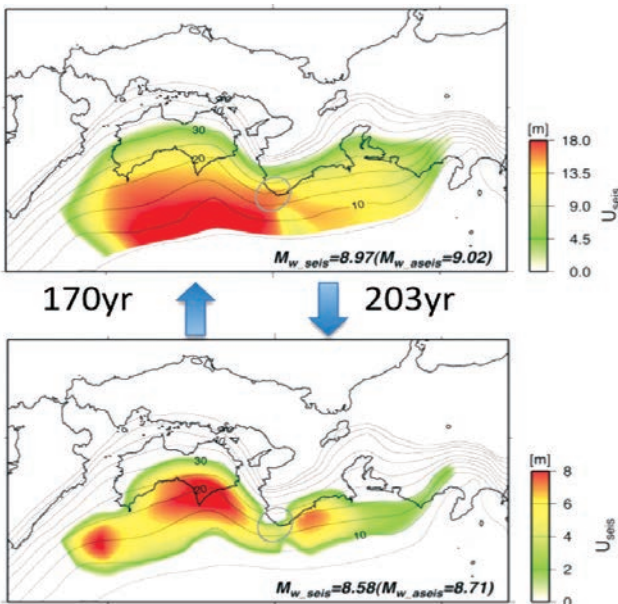 30
20
10
M_w_seis=8.97(M_w_aseis=9.02)
[m]
18.0
13.5
9.0
4.5
0.0
U_seis
170yr
203yr
30
20
10
M_w_seis=8.58(M_w_aseis=8.71)
[m]
8
6
4
2
0
U_seis